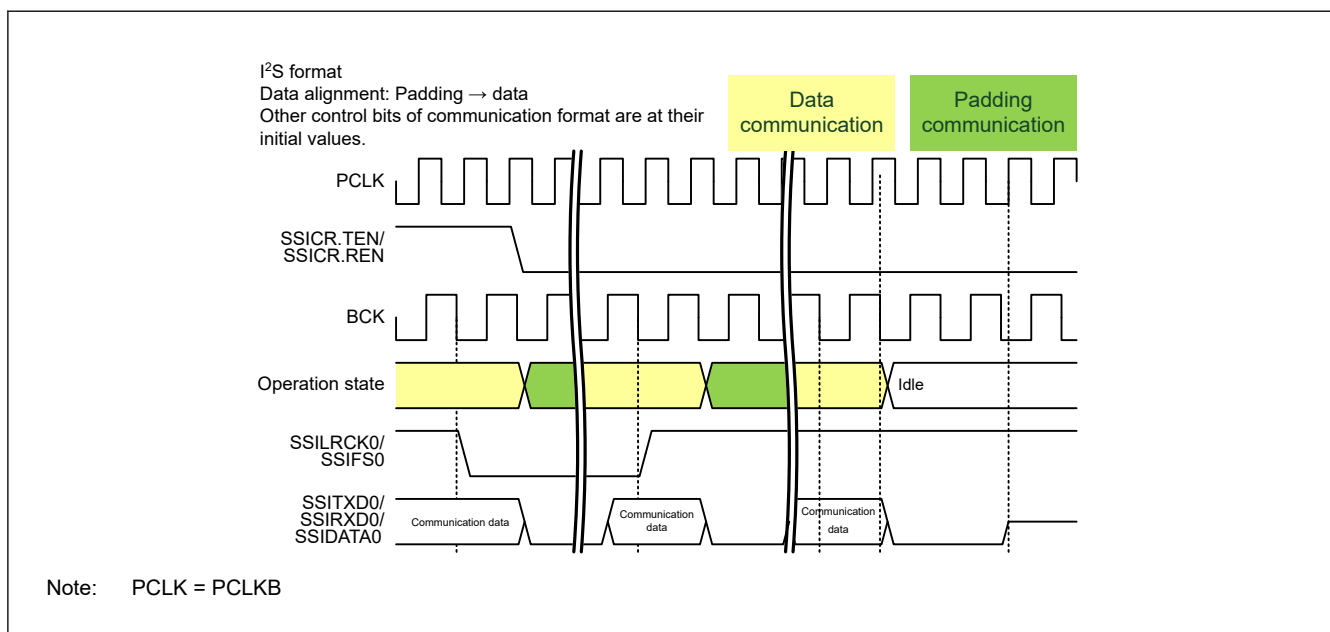 I²S format
Data alignment: Padding → data
Other control bits of communication format are at their
initial values.
Data
communication
Padding
communication
PCLK
SSICR.TEN/
SSICR.REN
BCK
Operation state
Idle
SSILRCK0/
SSIFS0
SSITXD0/
SSIRXD0/
SSIDATA0
Communication data
Communication
data
Communication
data
Note: PCLK = PCLKB